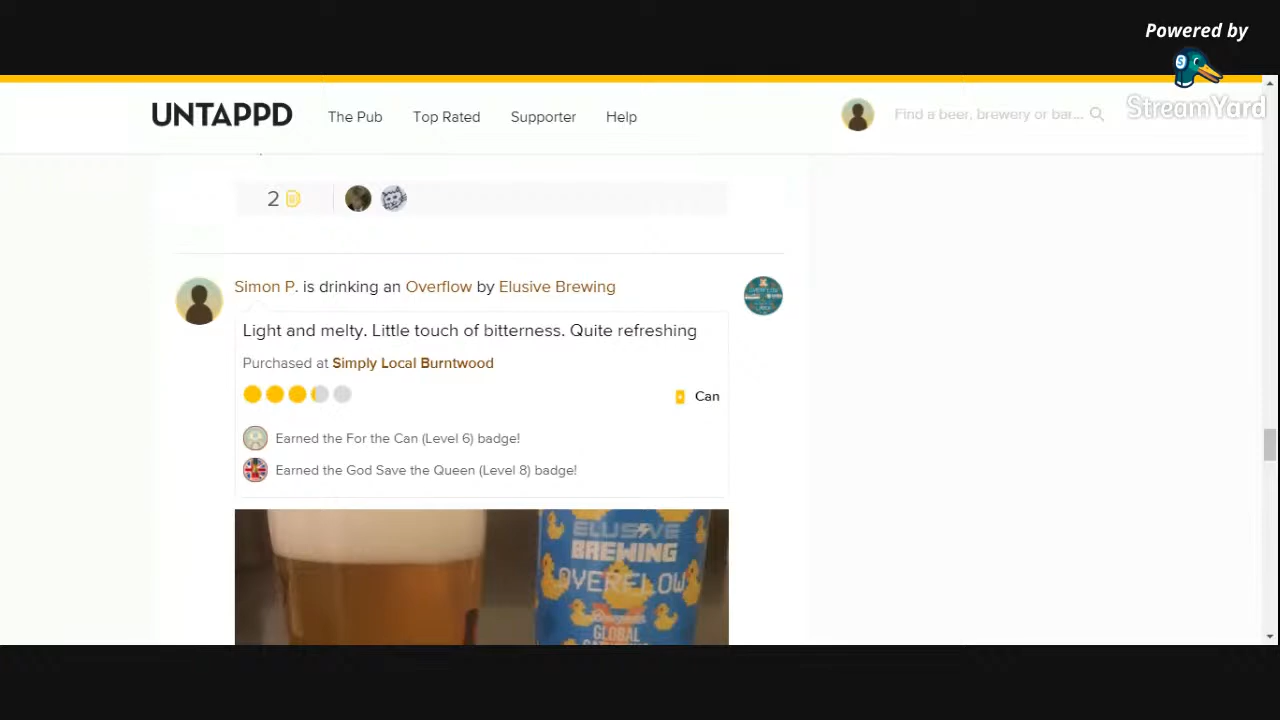 Powered by
StreamYard
UNTAPPD The Pub Top Rated Supporter Help Find a beer, brewery or bar...
2
Simon P. is drinking an Overflow by Elusive Brewing
Light and melty. Little touch of bitterness. Quite refreshing
Purchased at Simply Local Burntwood
Can
Earned the For the Can (Level 6) badge!
Earned the God Save the Queen (Level 8) badge!
ELUSIVE
BREWING
OVERFLOW
GLOBAL